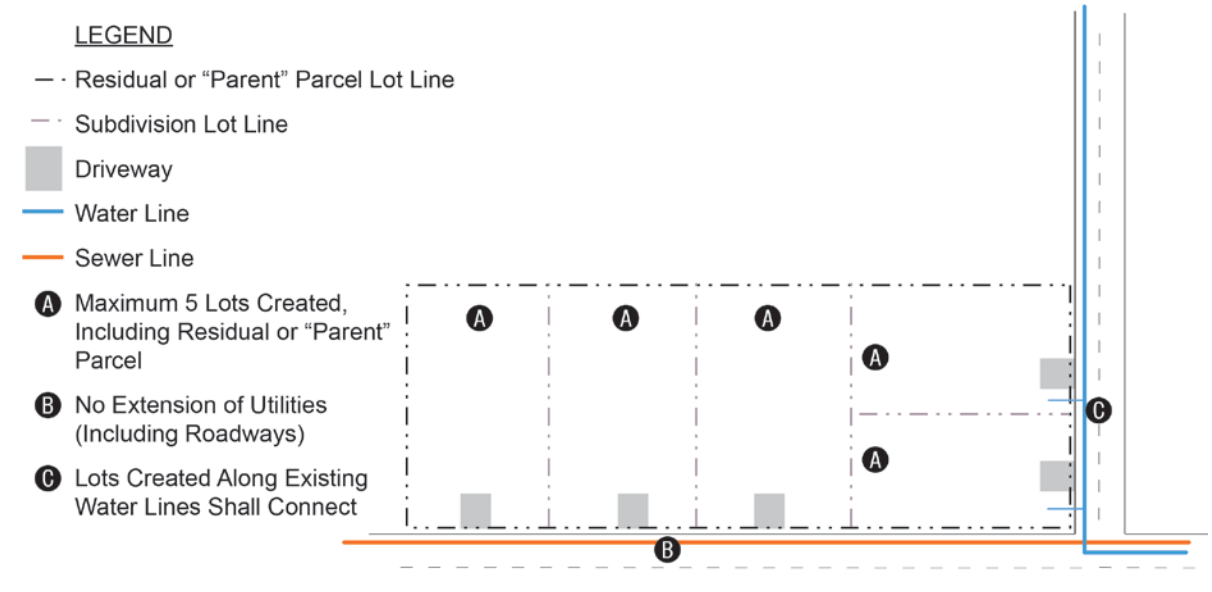 LEGEND
Residual or “Parent” Parcel Lot Line
Subdivision Lot Line
Driveway
Water Line
Sewer Line
A Maximum 5 Lots Created,
Including Residual or “Parent”
Parcel
B No Extension of Utilities
(Including Roadways)
C Lots Created Along Existing
Water Lines Shall Connect
A A A
A
C
A
B